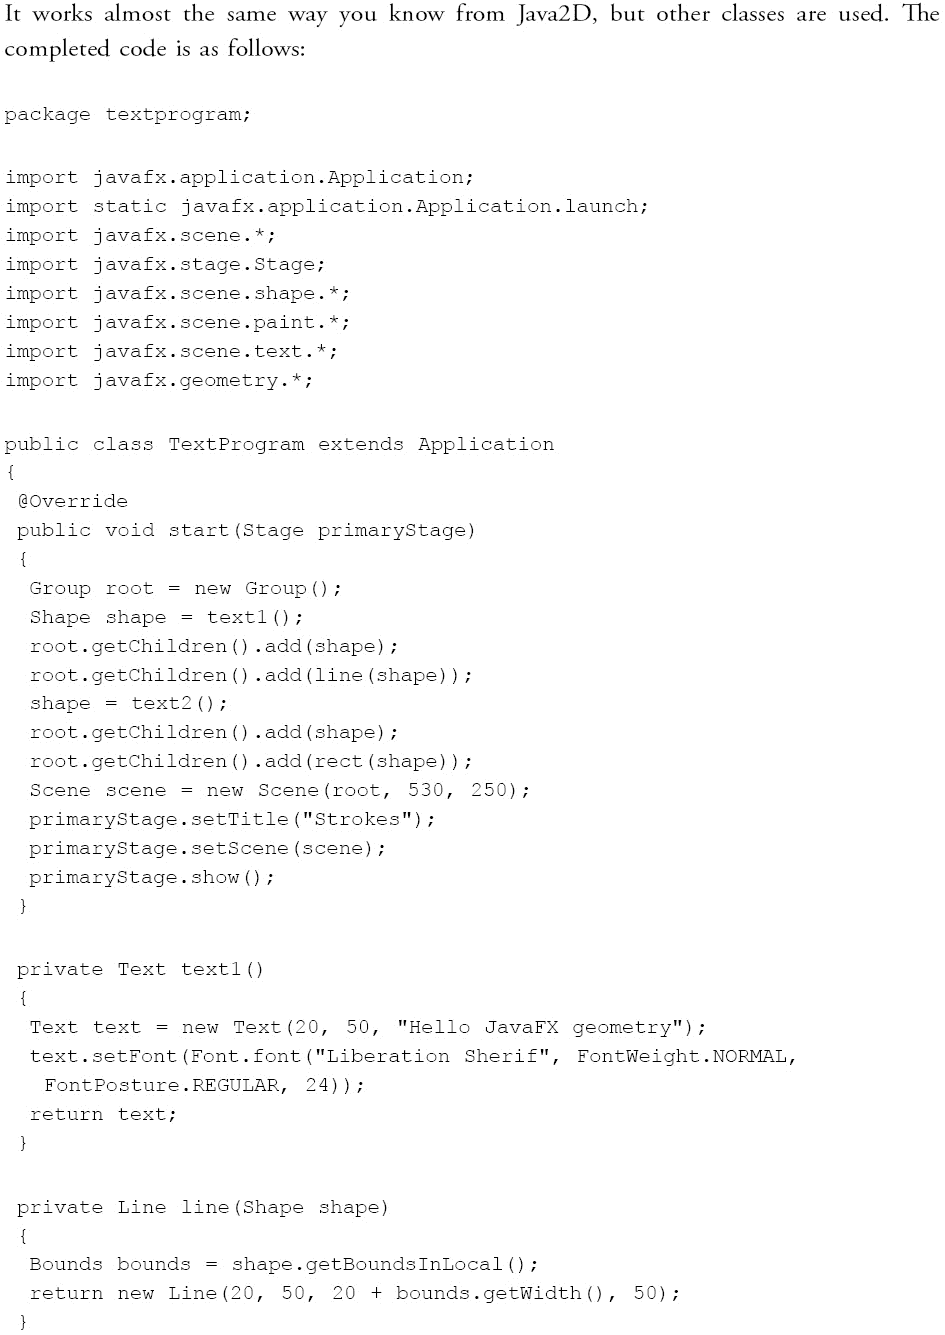 It works almost the same way you know from Java2D, but other classes are used. The
completed code is as follows:
package textprogram;
import javafx.application.Application;
import static javafx.application.Application.launch;
import javafx.scene.*;
import javafx.stage.Stage;
import javafx.scene.shape.*;
import javafx.scene.paint.*;
import javafx.scene.text.*;
import javafx.geometry.*;
public class TextProgram extends Application
{
@Override
public void start(Stage primaryStage)
{
Group root = new Group();
Shape shape = text1();
root.getChildren().add(shape);
root.getChildren().add(line(shape));
shape = text2();
root.getChildren().add(shape);
root.getChildren().add(rect(shape));
Scene scene = new Scene(root, 530, 250);
primaryStage.setTitle("Strokes");
primaryStage.setScene(scene);
primaryStage.show();
}
private Text text1()
{
Text text = new Text(20, 50, "Hello JavaFX geometry");
text.setFont(Font.font("Liberation Sherif", FontWeight.NORMAL,
FontPosture.REGULAR, 24));
return text;
}
private Line line(Shape shape)
{
Bounds bounds = shape.getBoundsInLocal();
return new Line(20, 50, 20 + bounds.getWidth(), 50);
}